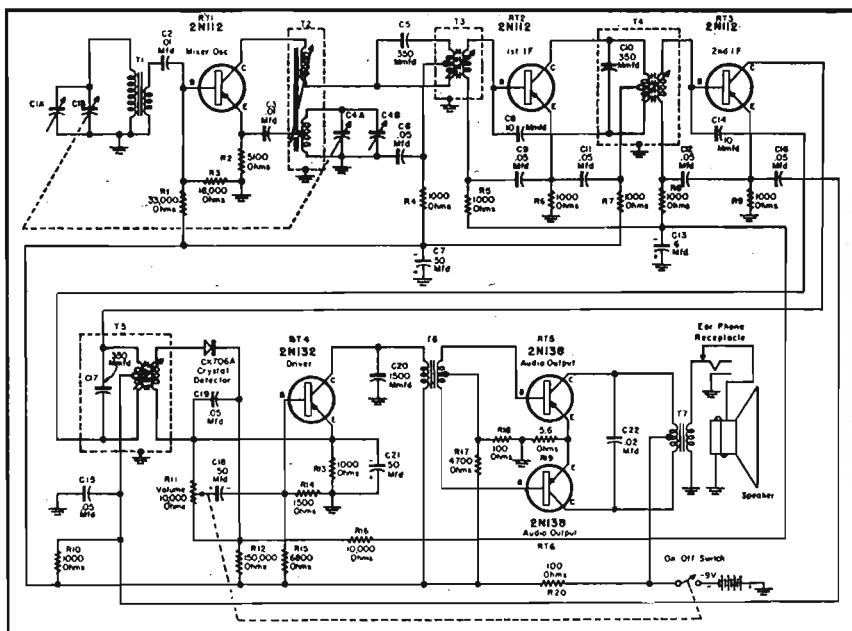 RT1
2N112
Mixer Osc
C2
.01
Mfd
T1
C1A
C1B
B
C
E
C3
.01
Mfd
R2
5100
Ohms
R3
18,000
Ohms
R1
33,000
Ohms
T2
C4A
C4B
C5
350
Mmfd
C6
.05
Mfd
R4
1000
Ohms
C7
50
Mfd
T3
RT2
2N112
1st IF
B
C
E
C8
10 Mmfd
C9
.05
Mfd
C11
.05
Mfd
R5
1000
Ohms
R6
1000
Ohms
R7
1000
Ohms
T4
C10
350
Mmfd
RT3
2N112
2nd IF
B
C
E
C14
10
Mmfd
C12
.05
Mfd
C16
.05
Mfd
R8
1000
Ohms
R9
1000
Ohms
C13
6
Mfd
T5
350
Mmfd
C17
CK706A
Crystal
Detector
C19
.05
Mfd
C15
.05
Mfd
R10
1000
Ohms
R11
Volume
10,000
Ohms
C18
50
Mfd
R12
150,000
Ohms
RT4
2N132
Driver
B
C
E
R13
1000
Ohms
R14
1500
Ohms
R15
6800
Ohms
R16
10,000
Ohms
C21
50
Mfd
C20
1500
Mmfd
T6
R17
4700
Ohms
R18
100
Ohms
5.6
Ohms
R19
RT5
2N138
Audio Output
B
C
E
E
B
C
2N138
Audio Output
RT6
C22
.02
Mfd
T7
Ear Phone
Receptacle
Speaker
100
Ohms
R20
On Off Switch
-9V